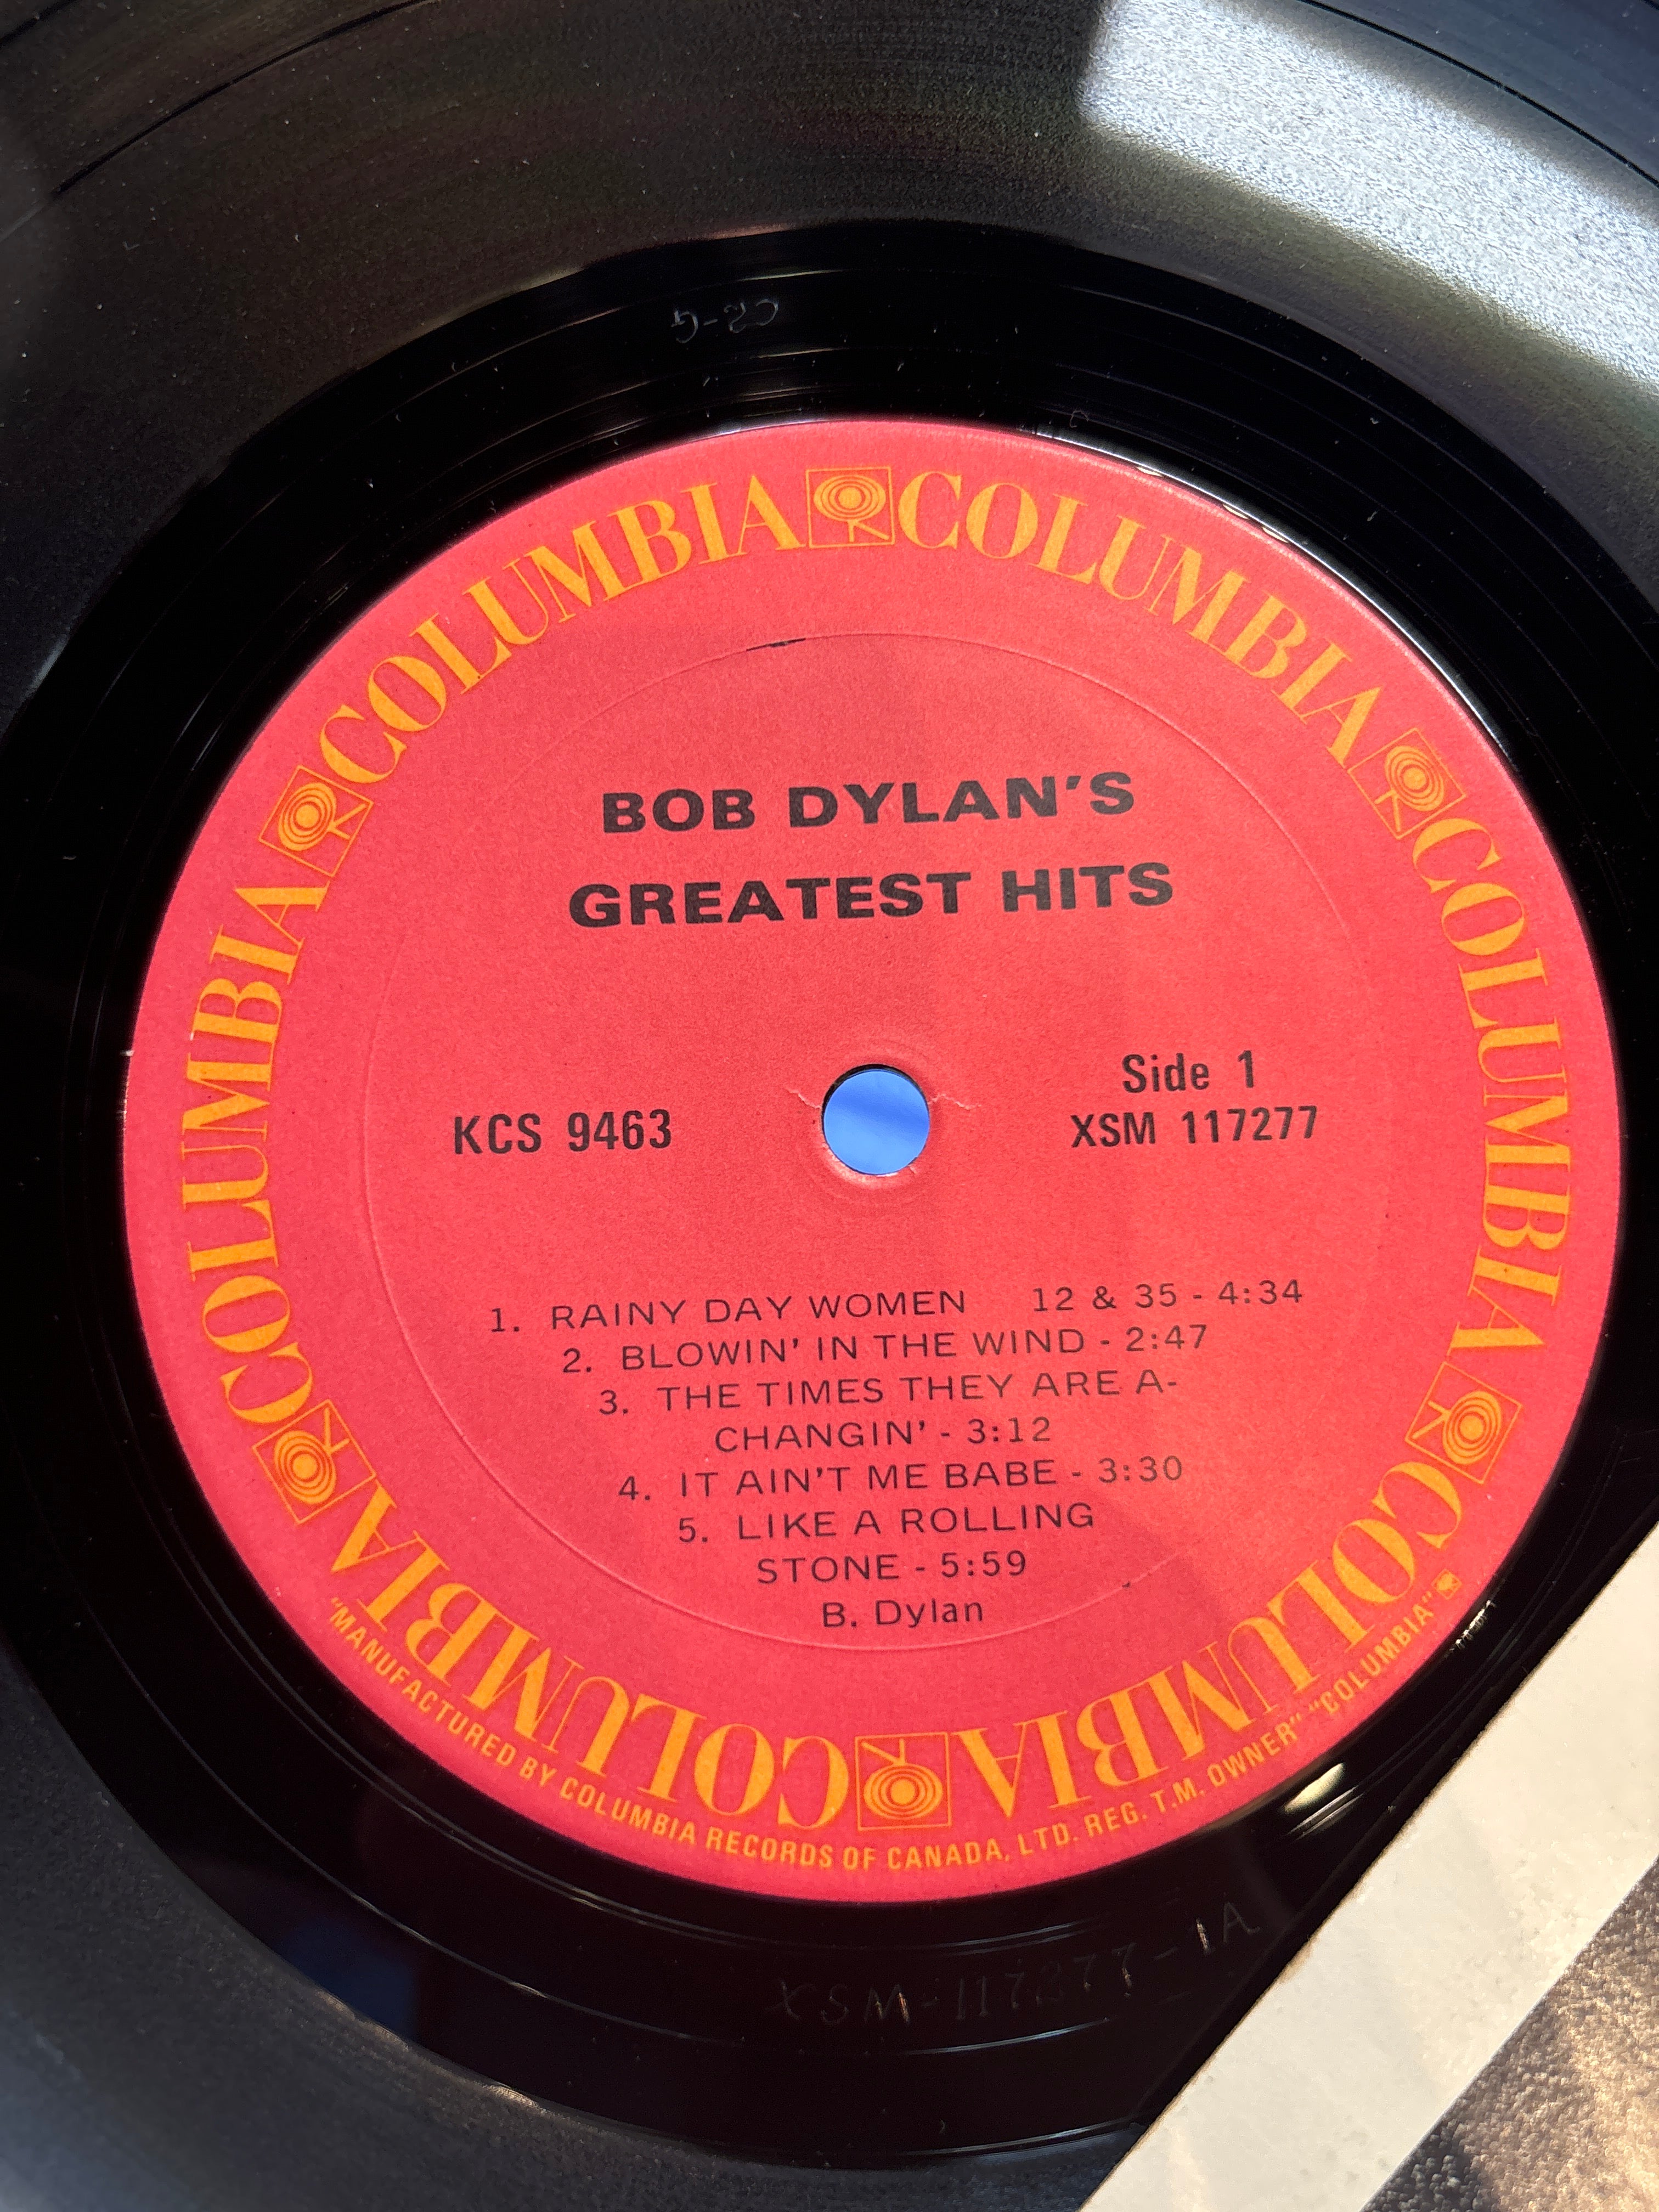 COLUMBIA COLUMBIA COLUMBIA COLUMBIA COLUMBIA COLUMBIA
BOB DYLAN'S
GREATEST HITS
Side 1
KCS 9463
XSM 117277
1. RAINY DAY WOMEN 12 & 35 - 4:34
2. BLOWIN' IN THE WIND - 2:47
3. THE TIMES THEY ARE A-
CHANGIN' - 3:12
4. IT AIN'T ME BABE - 3:30
5. LIKE A ROLLING
STONE - 5:59
B. Dylan
"MANUFACTURED BY COLUMBIA RECORDS OF CANADA, LTD. REG. T.M. OWNER" "COLUMBIA"
XSM-117277-1A